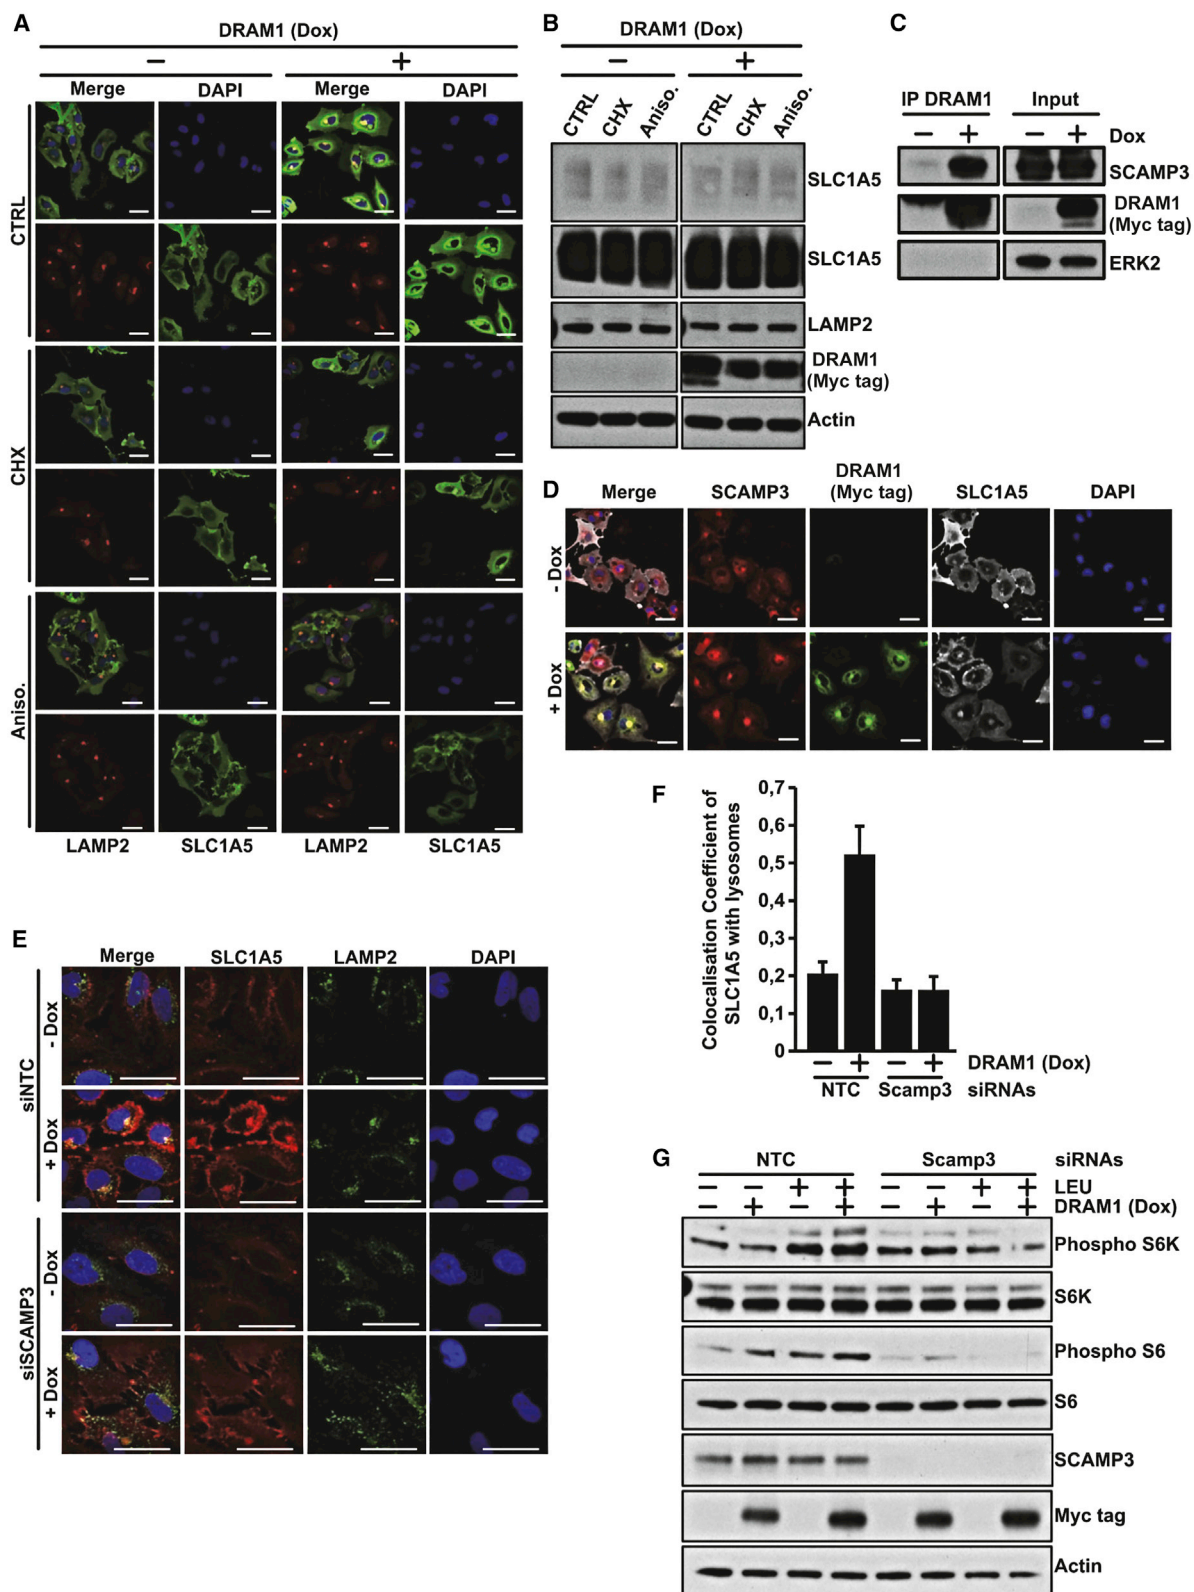 A
DRAM1 (Dox)
− +
Merge DAPI Merge DAPI
CTRL
CHX
Aniso.
LAMP2 SLC1A5 LAMP2 SLC1A5
B
DRAM1 (Dox)
− +
CTRL CHX Aniso. CTRL CHX Aniso.
SLC1A5
SLC1A5
LAMP2
DRAM1
(Myc tag)
Actin
C
IP DRAM1 Input
− + − + Dox
SCAMP3
DRAM1
(Myc tag)
ERK2
D
Merge SCAMP3 DRAM1 (Myc tag) SLC1A5 DAPI
- Dox
+ Dox
E
Merge SLC1A5 LAMP2 DAPI
siNTC
- Dox
+ Dox
siSCAMP3
- Dox
+ Dox
F
Colocalisation Coefficient of
SLC1A5 with lysosomes
0,7
0,6
0,5
0,4
0,3
0,2
0,1
0
− + − + DRAM1 (Dox)
NTC Scamp3 siRNAs
G
NTC Scamp3 siRNAs
− − + + − − + + LEU
− + − + − + − + DRAM1 (Dox)
Phospho S6K
S6K
Phospho S6
S6
SCAMP3
Myc tag
Actin